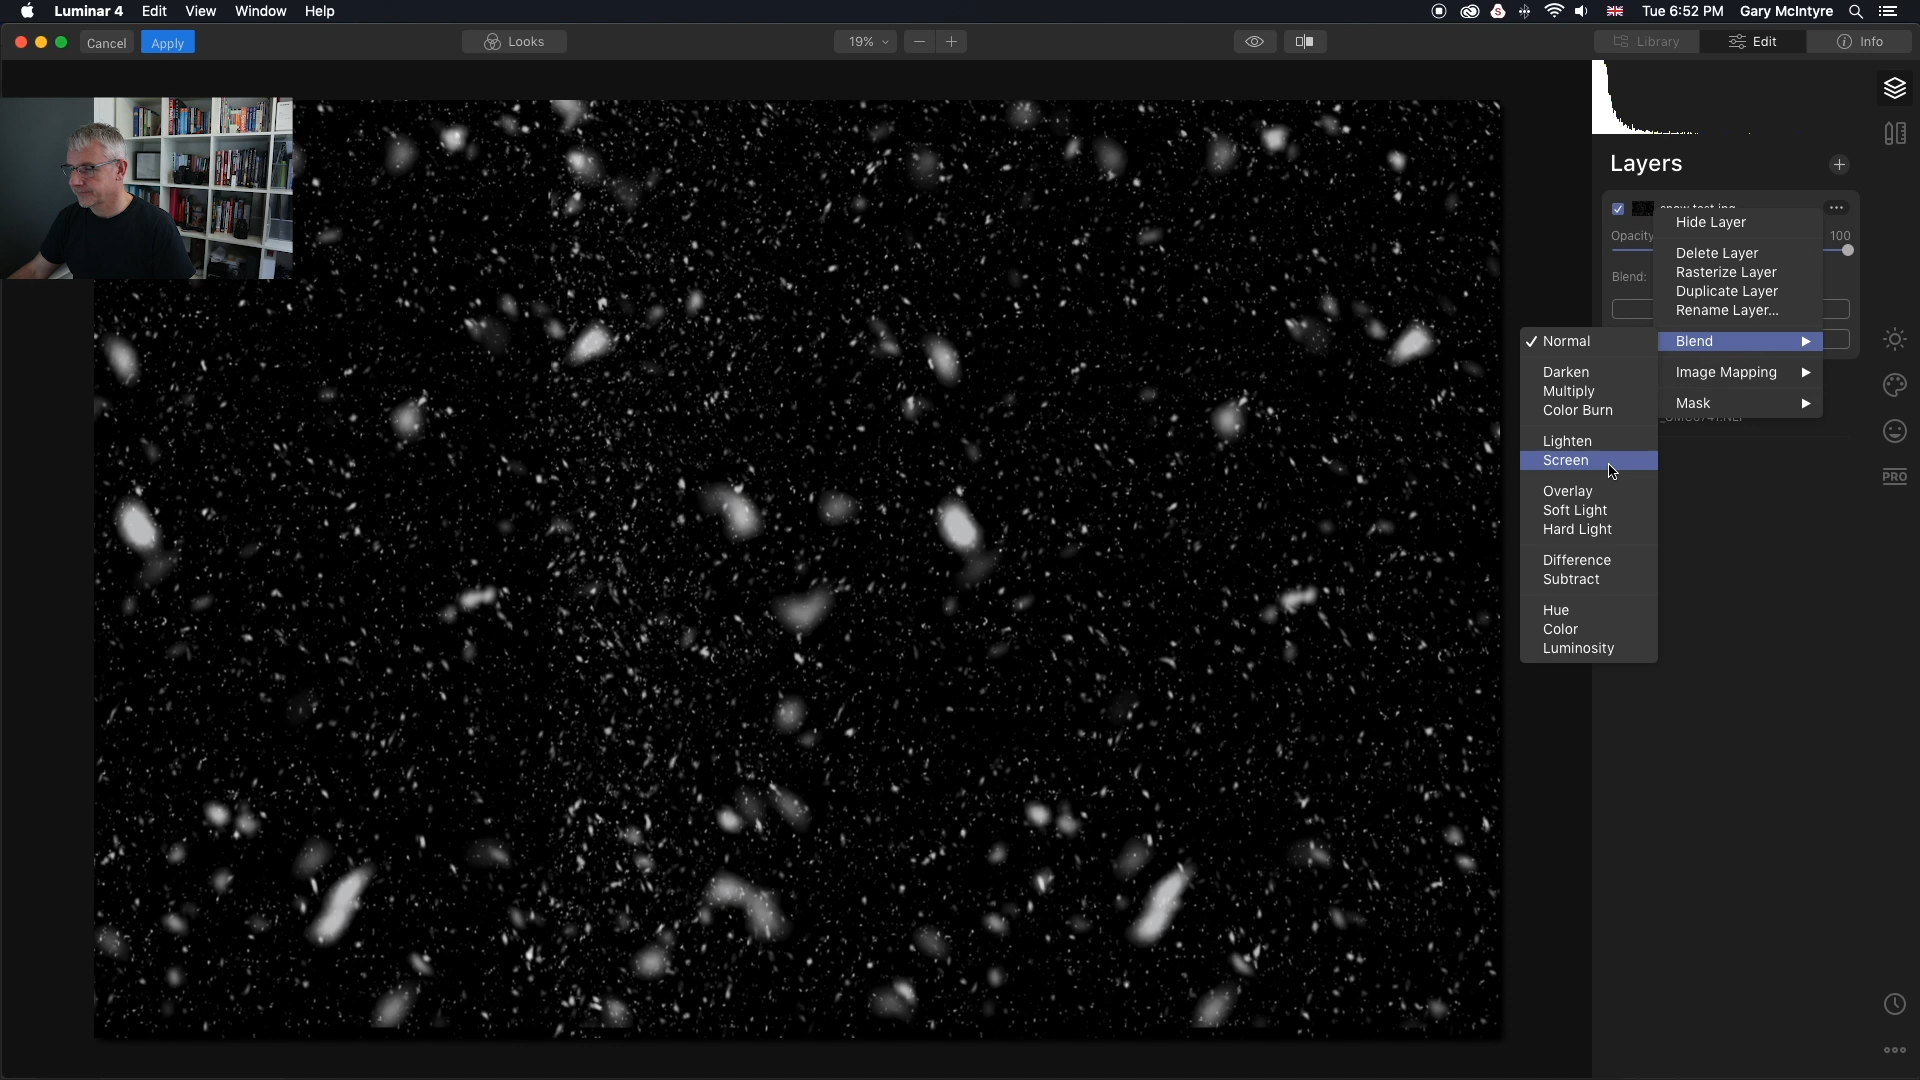 Luminar 4 Edit View Window Help
Tue 6:52 PM Gary McIntyre
Cancel Apply Looks 19% Library Edit Info
Layers
Opacity 100
Blend:
Hide Layer
Delete Layer
Rasterize Layer
Duplicate Layer
Rename Layer...
Blend
Image Mapping
Mask
Normal
Darken
Multiply
Color Burn
Lighten
Screen
Overlay
Soft Light
Hard Light
Difference
Subtract
Hue
Color
Luminosity
PRO